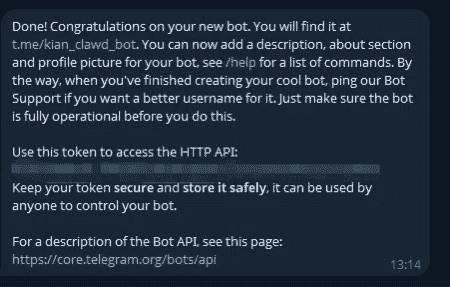 Done! Congratulations on your new bot. You will find it at
t.me/kian_clawd_bot. You can now add a description, about section
and profile picture for your bot, see /help for a list of commands. By
the way, when you've finished creating your cool bot, ping our Bot
Support if you want a better username for it. Just make sure the bot
is fully operational before you do this.
Use this token to access the HTTP API:
Keep your token secure and store it safely, it can be used by
anyone to control your bot.
For a description of the Bot API, see this page:
https://core.telegram.org/bots/api
13:14